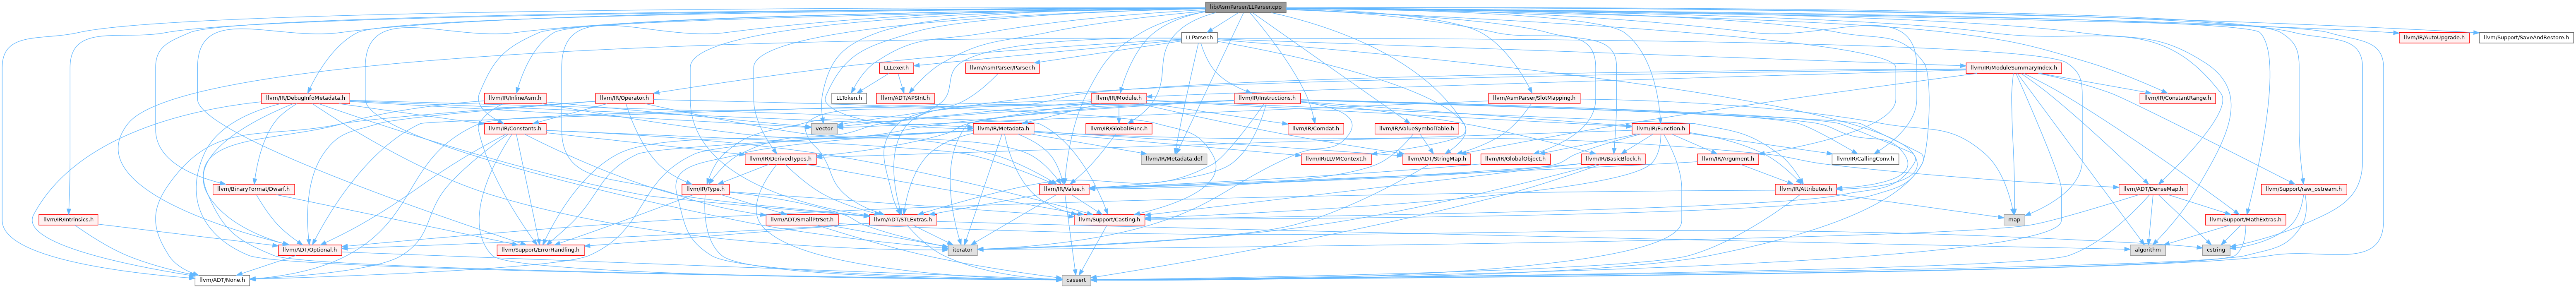 lib/AsmParser/LLParser.cpp
LLParser.h
llvm/IR/AutoUpgrade.h
llvm/Support/SaveAndRestore.h
LLLexer.h
llvm/AsmParser/Parser.h
llvm/IR/ModuleSummaryIndex.h
llvm/IR/DebugInfoMetadata.h
llvm/IR/InlineAsm.h
llvm/IR/Operator.h
LLToken.h
llvm/ADT/APSInt.h
llvm/IR/Module.h
llvm/IR/Instructions.h
llvm/AsmParser/SlotMapping.h
llvm/IR/ConstantRange.h
llvm/IR/Constants.h
vector
llvm/IR/Metadata.h
llvm/IR/GlobalIFunc.h
llvm/IR/Comdat.h
llvm/IR/ValueSymbolTable.h
llvm/IR/Function.h
llvm/IR/DerivedTypes.h
llvm/IR/Metadata.def
llvm/IR/LLVMContext.h
llvm/ADT/StringMap.h
llvm/IR/GlobalObject.h
llvm/IR/BasicBlock.h
llvm/IR/Argument.h
llvm/IR/CallingConv.h
llvm/BinaryFormat/Dwarf.h
llvm/IR/Type.h
llvm/IR/Value.h
llvm/IR/Attributes.h
llvm/ADT/DenseMap.h
llvm/Support/raw_ostream.h
llvm/IR/Intrinsics.h
llvm/ADT/SmallPtrSet.h
llvm/ADT/STLExtras.h
llvm/Support/Casting.h
map
llvm/Support/MathExtras.h
llvm/ADT/Optional.h
llvm/Support/ErrorHandling.h
iterator
algorithm
cstring
llvm/ADT/None.h
cassert